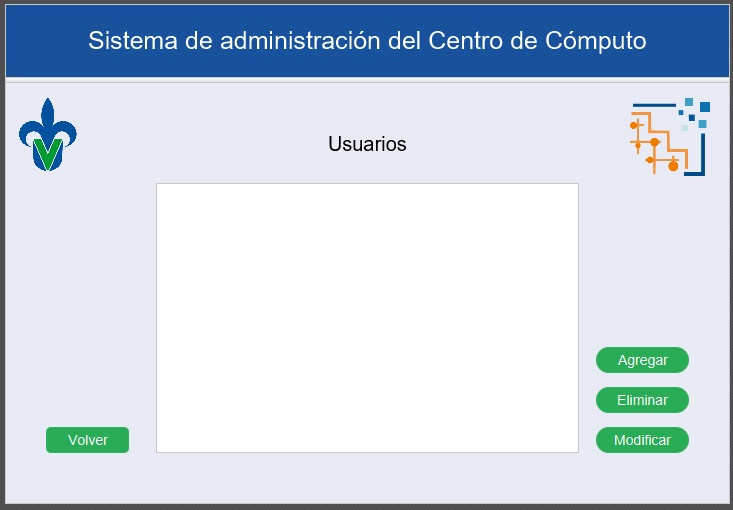 Sistema de administración del Centro de Cómputo
Usuarios
Agregar
Eliminar
Volver
Modificar